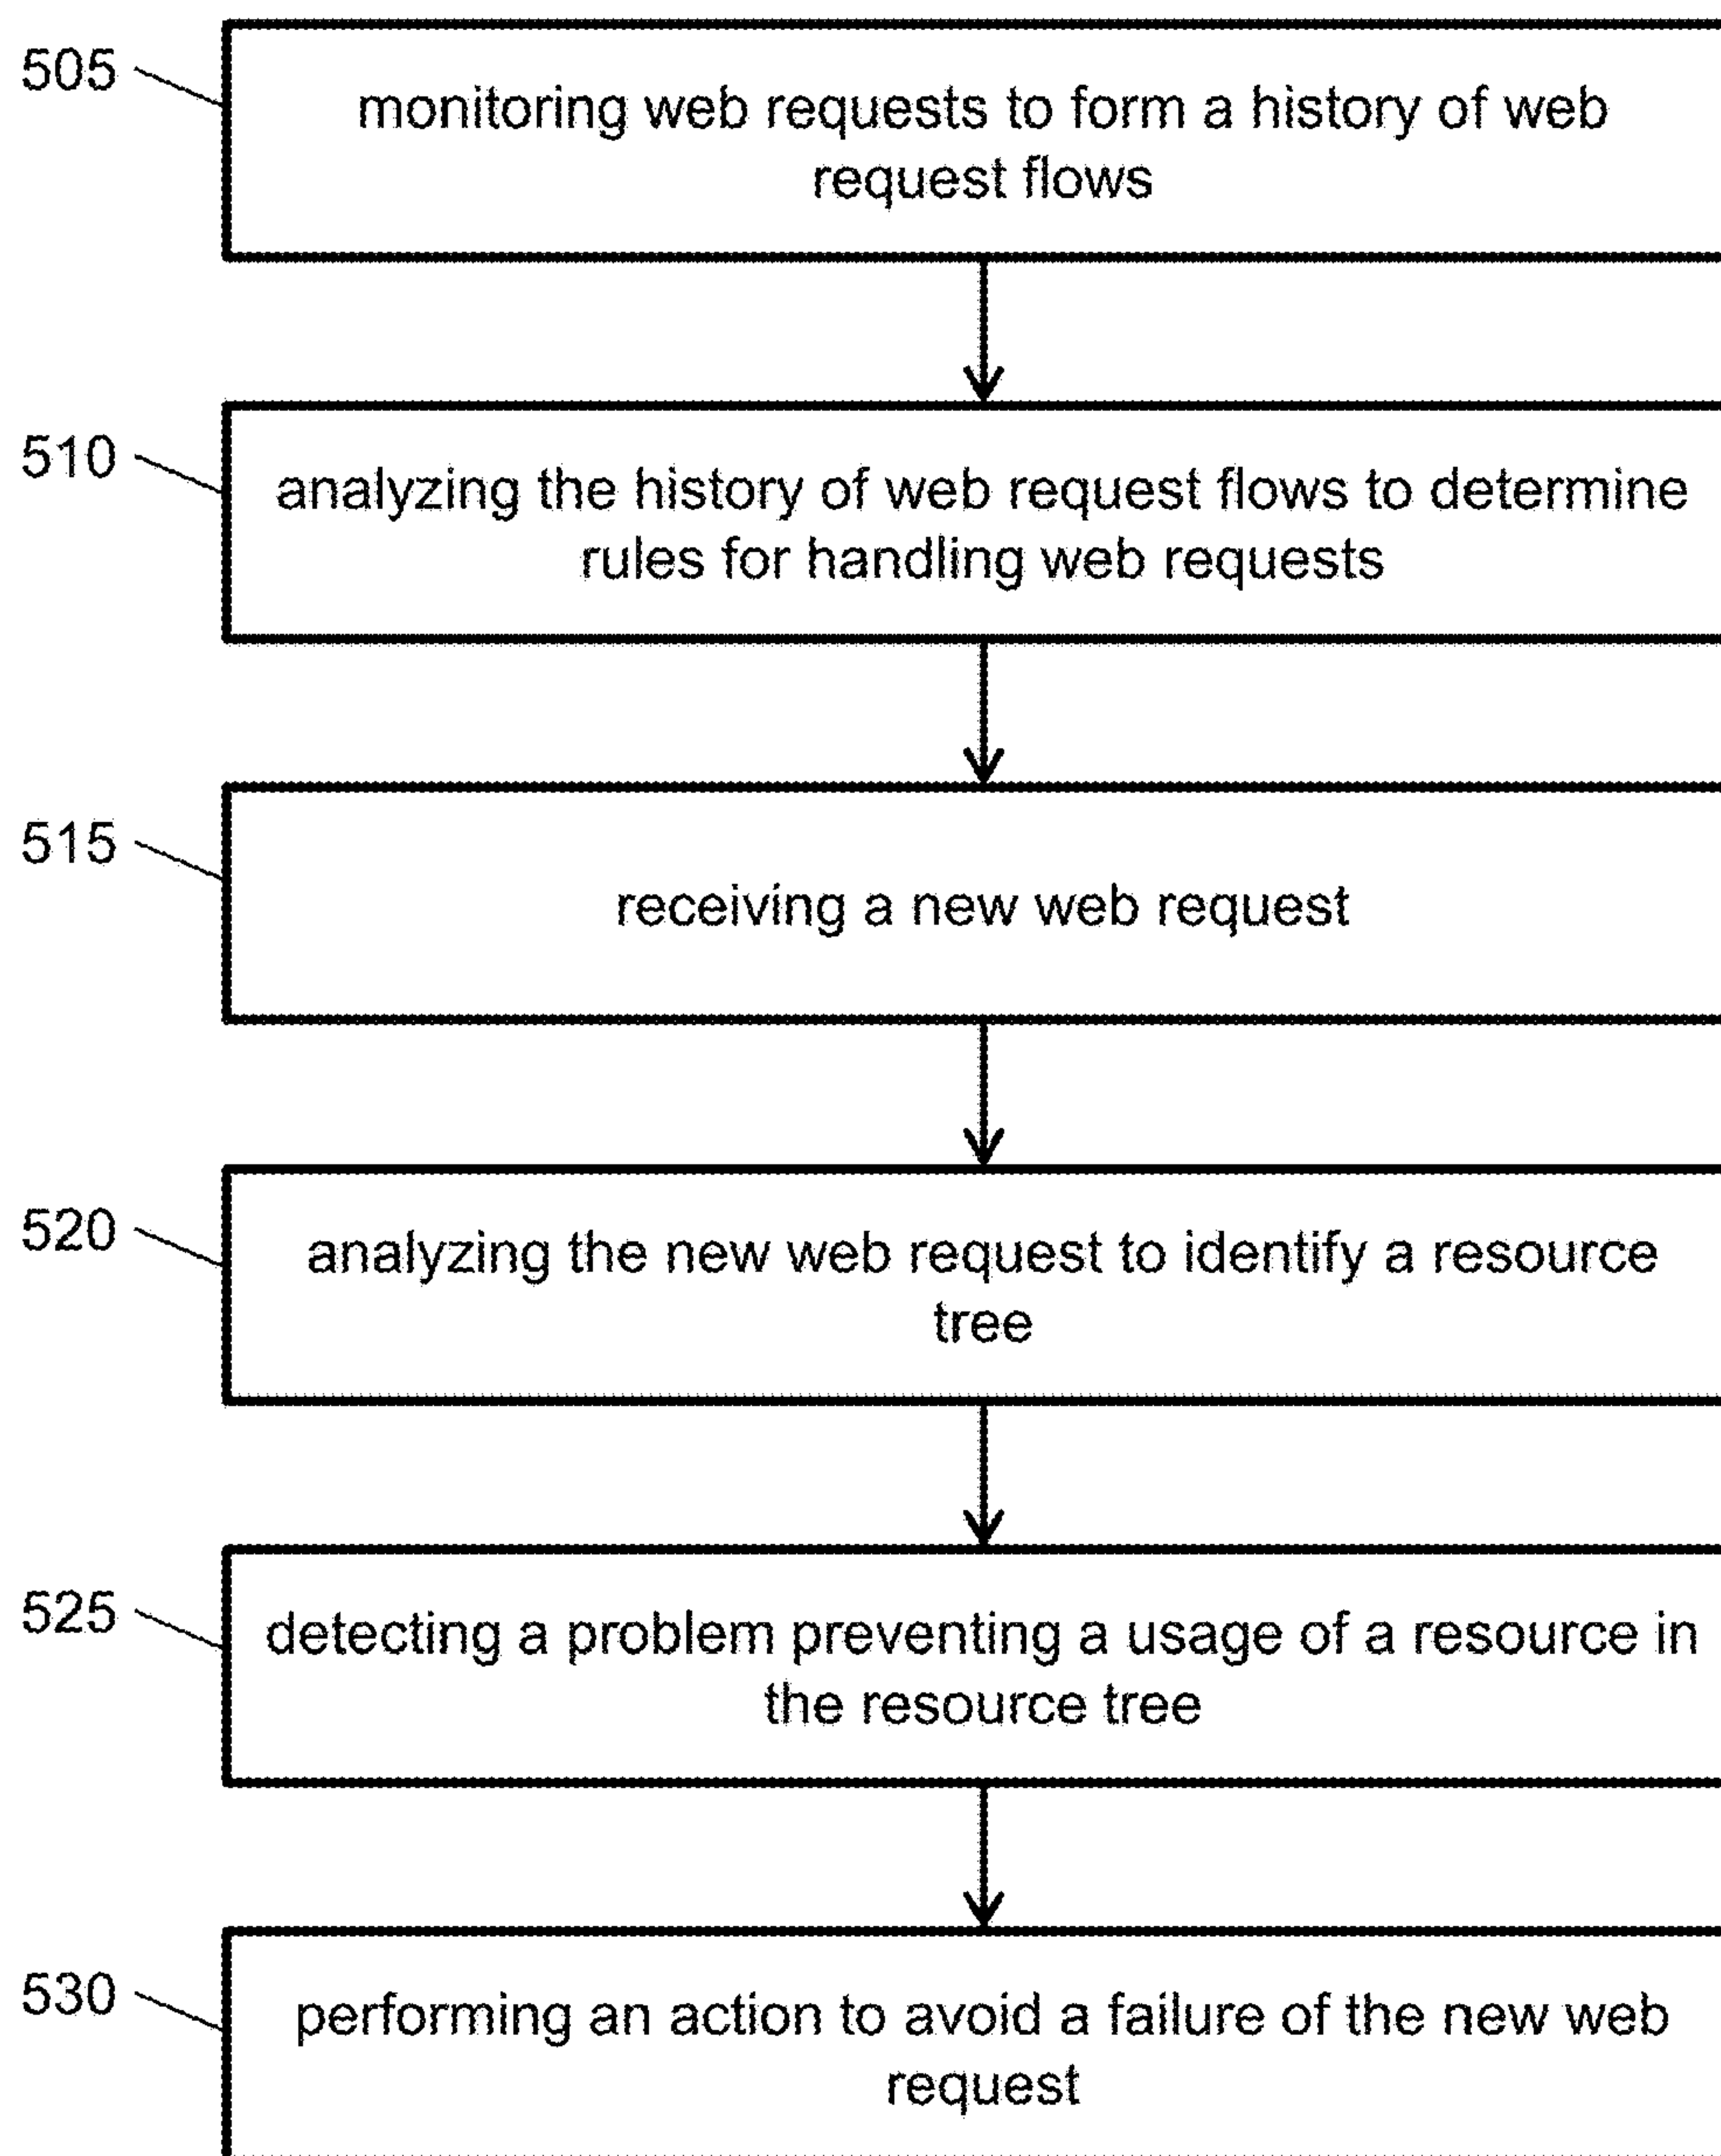 505
monitoring web requests to form a history of web
request flows
510
analyzing the history of web request flows to determine
rules for handling web requests
515
receiving a new web request
520
analyzing the new web request to identify a resource
tree
525
detecting a problem preventing a usage of a resource in
the resource tree
530
performing an action to avoid a failure of the new web
request